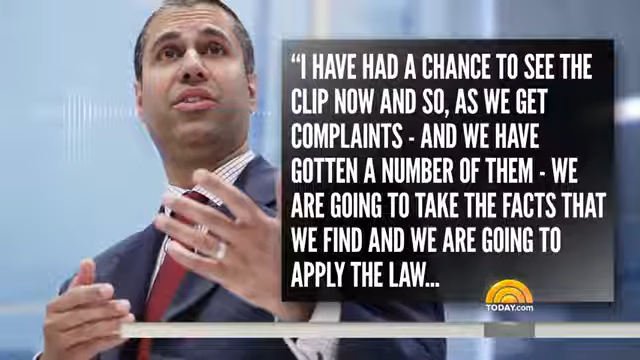 “I HAVE HAD A CHANCE TO SEE THE
CLIP NOW AND SO, AS WE GET
COMPLAINTS - AND WE HAVE
GOTTEN A NUMBER OF THEM - WE
ARE GOING TO TAKE THE FACTS THAT
WE FIND AND WE ARE GOING TO
APPLY THE LAW...
TODAY.com